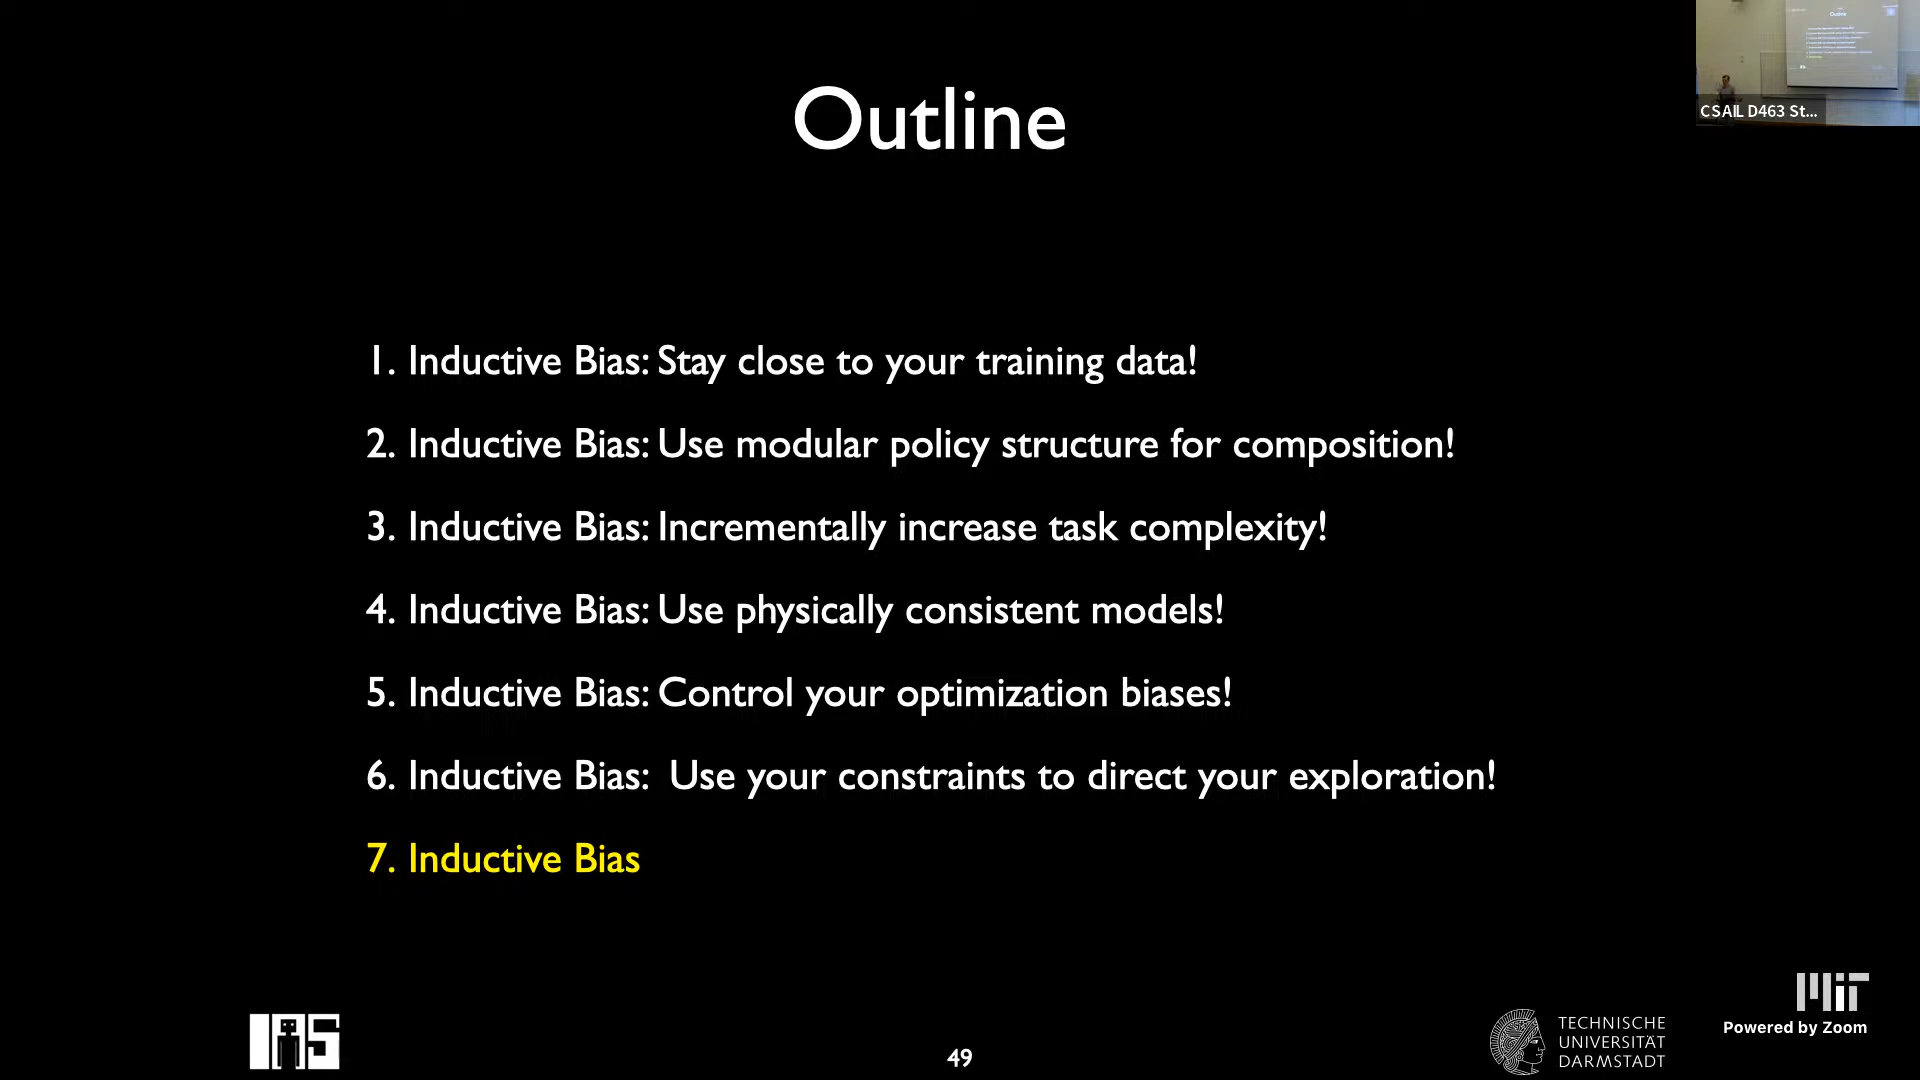 Outline
CSAIL D463 St...
1. Inductive Bias: Stay close to your training data!
2. Inductive Bias: Use modular policy structure for composition!
3. Inductive Bias: Incrementally increase task complexity!
4. Inductive Bias: Use physically consistent models!
5. Inductive Bias: Control your optimization biases!
6. Inductive Bias: Use your constraints to direct your exploration!
7. Inductive Bias
IAS
49
TECHNISCHE
UNIVERSITÄT
DARMSTADT
MIT
Powered by Zoom